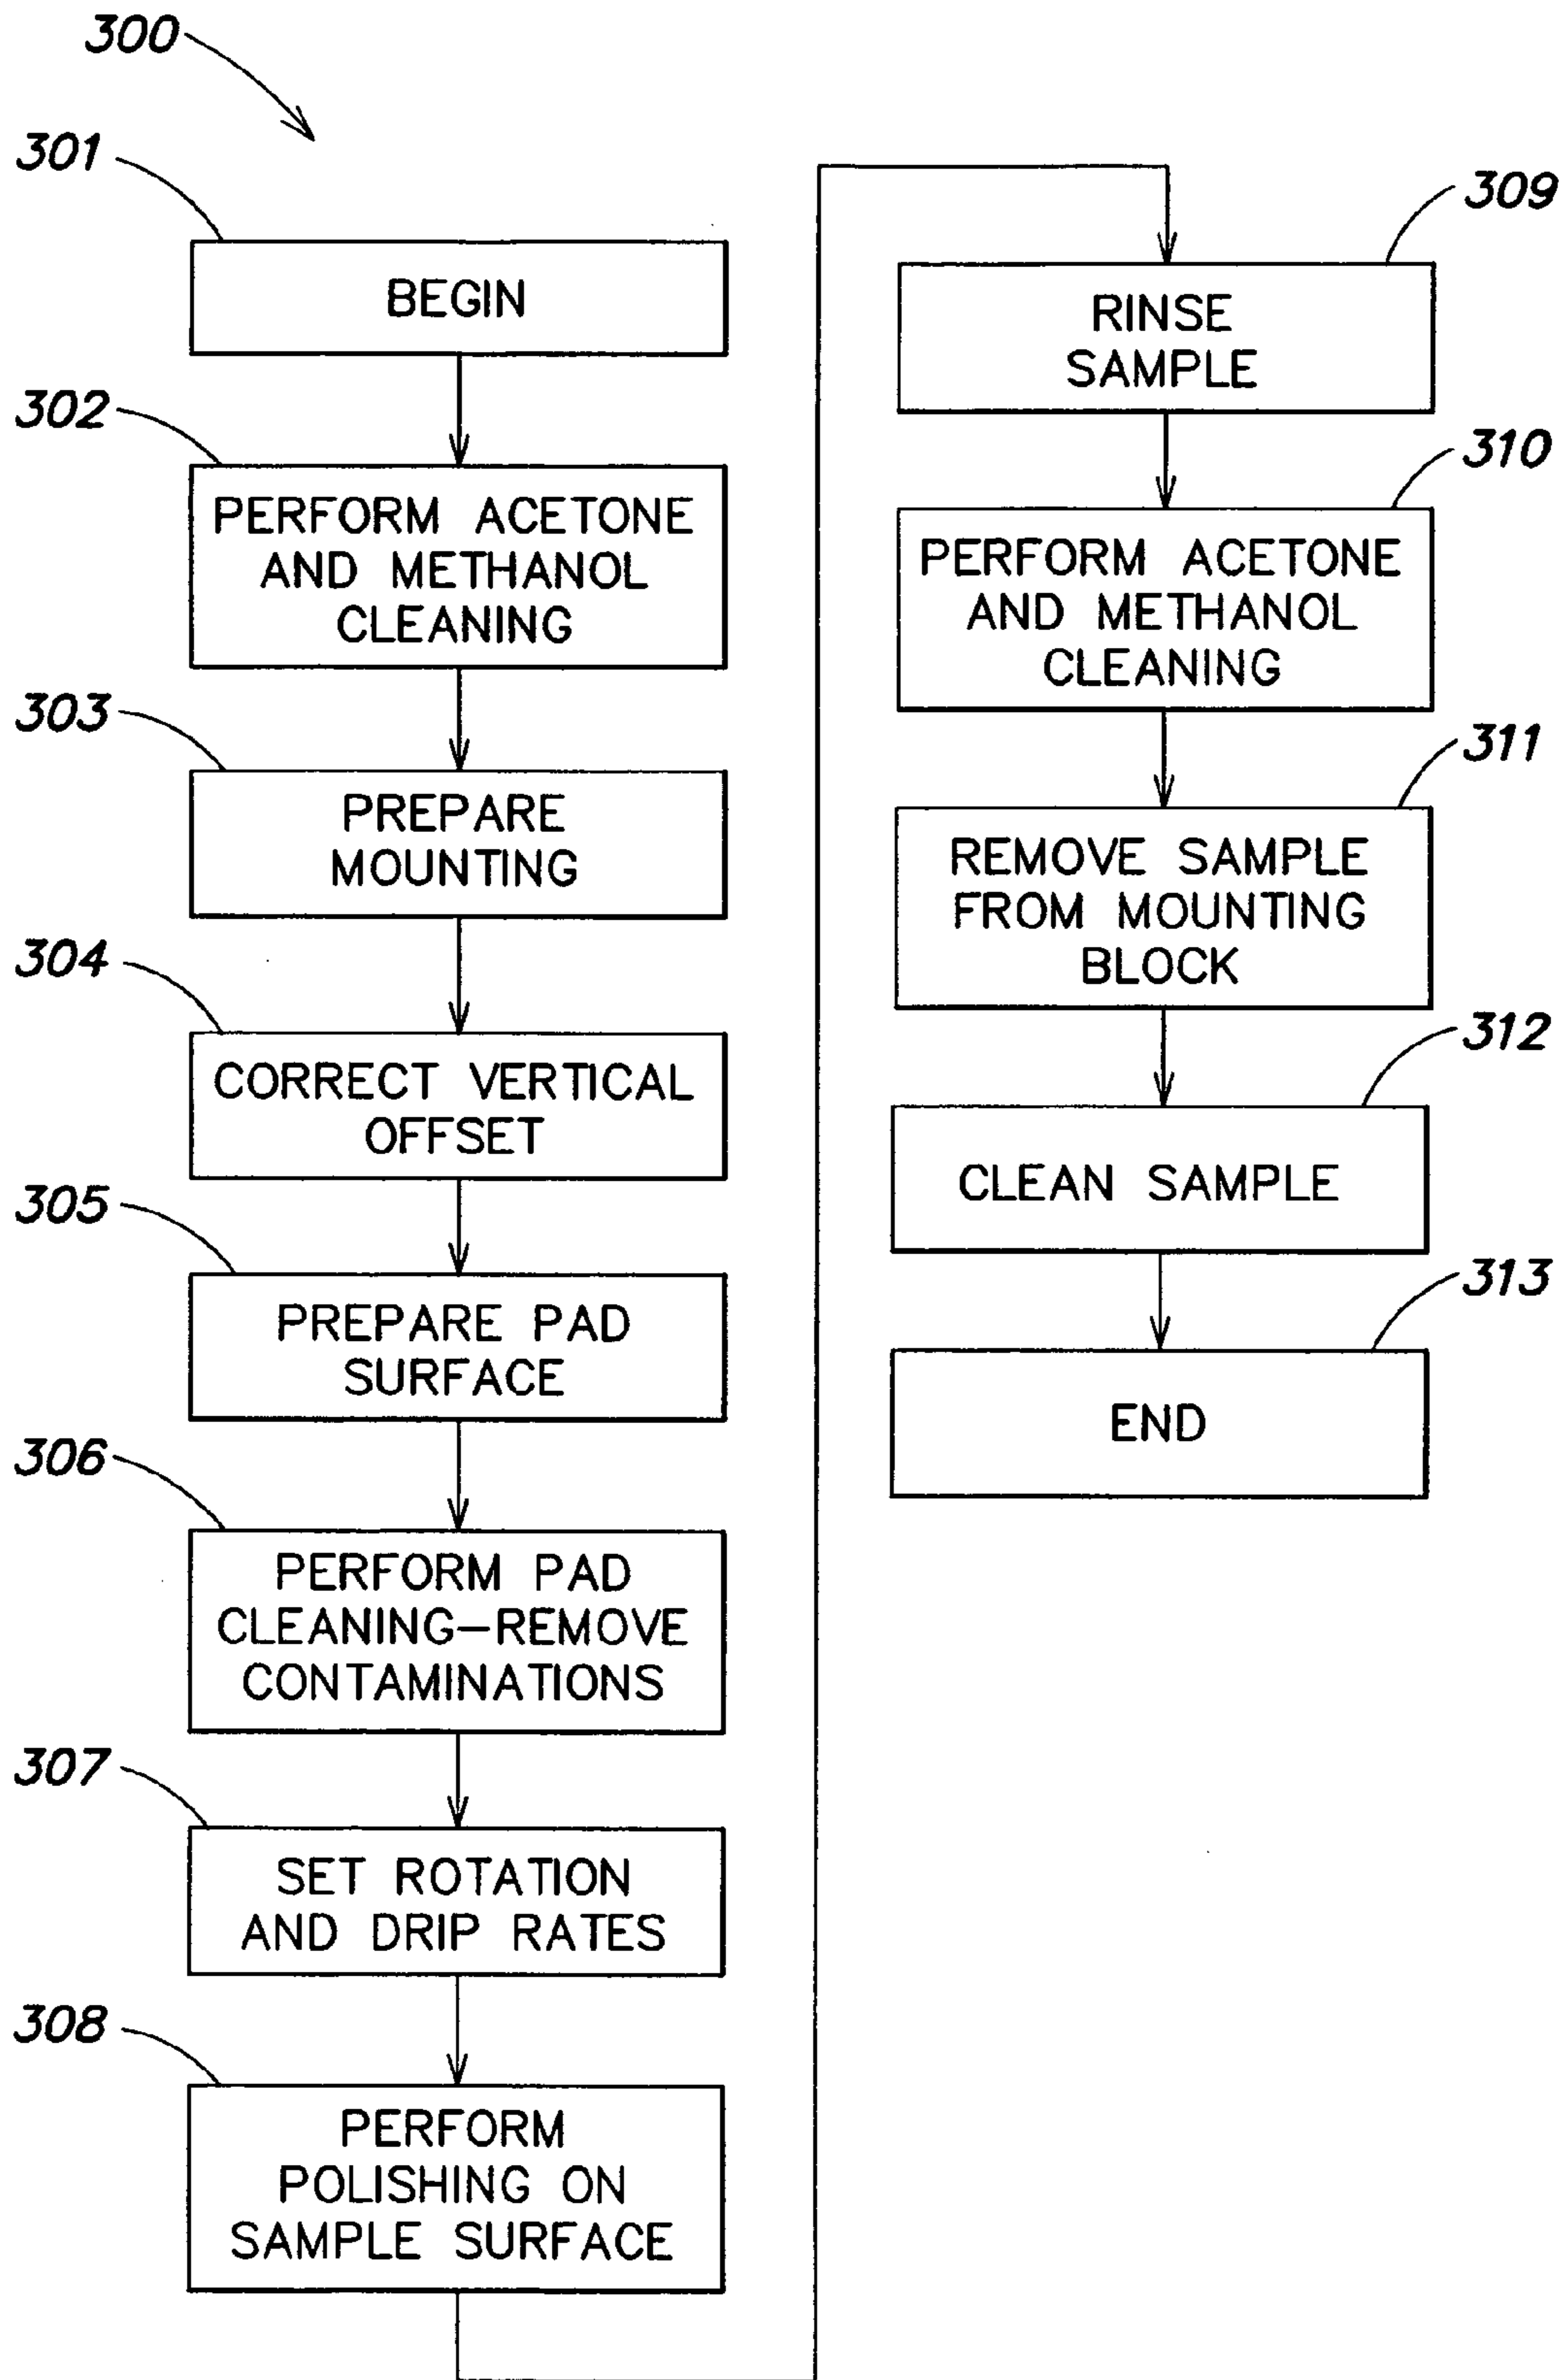 300
301
BEGIN
302
PERFORM ACETONE
AND METHANOL
CLEANING
303
PREPARE
MOUNTING
304
CORRECT VERTICAL
OFFSET
305
PREPARE PAD
SURFACE
306
PERFORM PAD
CLEANING–REMOVE
CONTAMINATIONS
307
SET ROTATION
AND DRIP RATES
308
PERFORM
POLISHING ON
SAMPLE SURFACE
309
RINSE
SAMPLE
310
PERFORM ACETONE
AND METHANOL
CLEANING
311
REMOVE SAMPLE
FROM MOUNTING
BLOCK
312
CLEAN SAMPLE
313
END